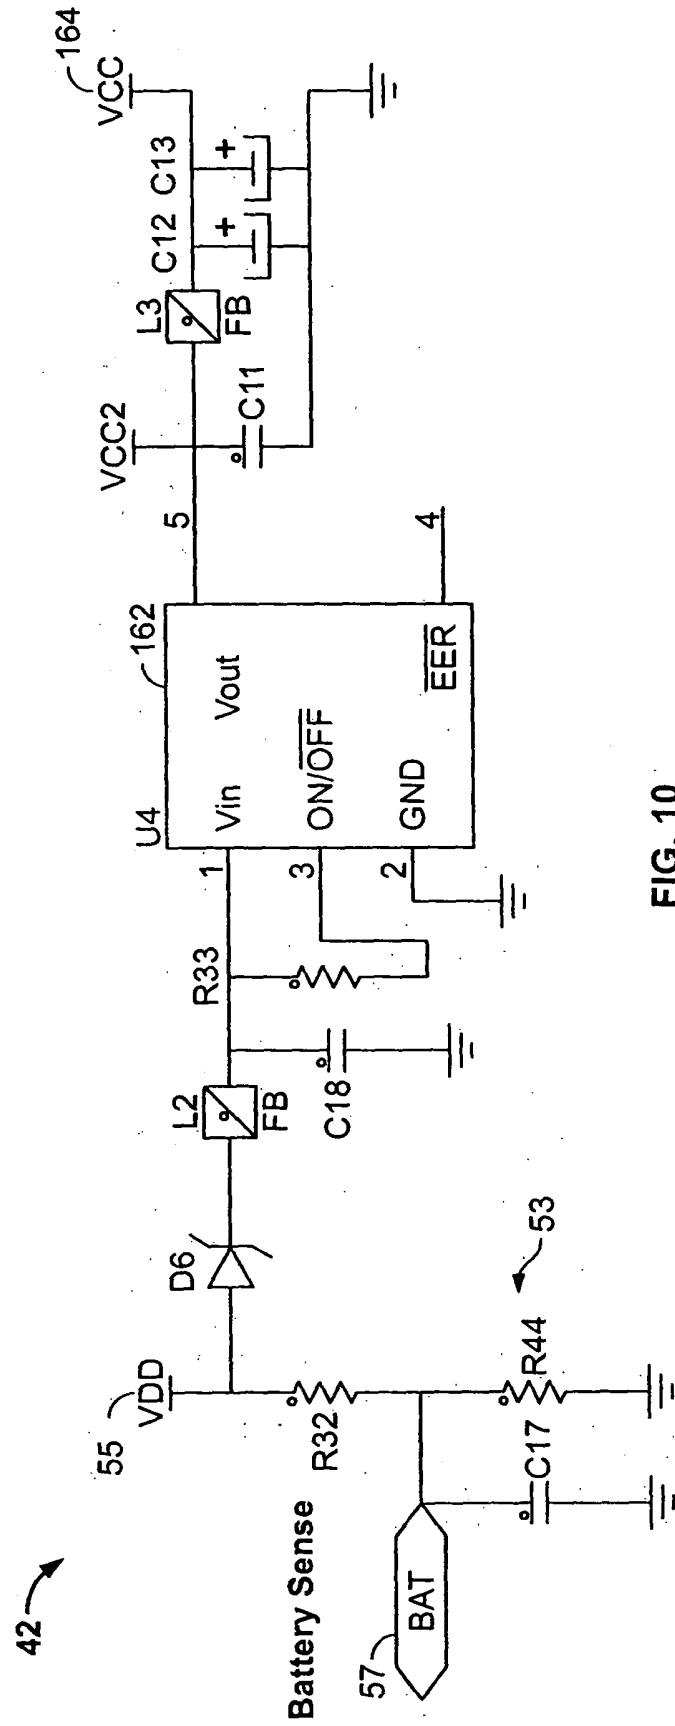 42
55
VDD
D6
L2
FB
C18
R33
1
3
2
U4
162
Vin
Vout
ON/OFF
GND
EER
5
4
VCC2
C11
L3
FB
C12
+
C13
+
VCC
164
Battery Sense
R32
57
BAT
C17
R44
53
FIG. 10